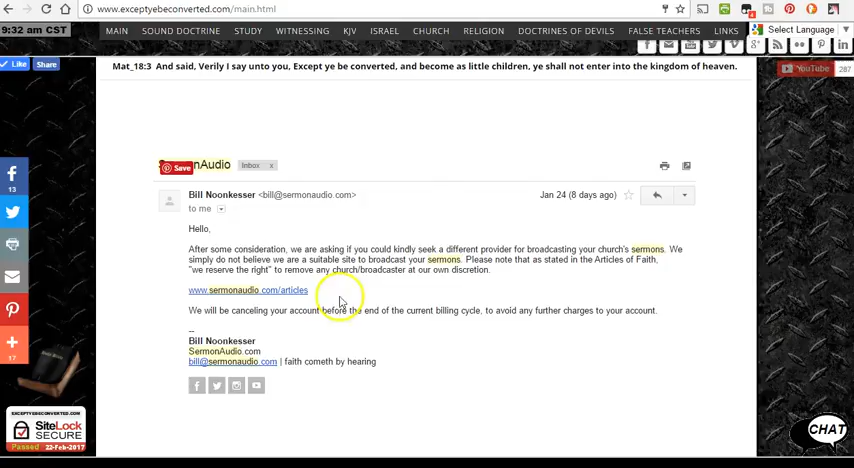 www.exceptyebeconverted.com/main.html
9:32 am CST
MAIN SOUND DOCTRINE STUDY WITNESSING KJV ISRAEL CHURCH RELIGION DOCTRINES OF DEVILS FALSE TEACHERS LINKS
Select Language
Like Share
Mat_18:3 And said, Verily I say unto you, Except ye be converted, and become as little children, ye shall not enter into the kingdom of heaven.
YouTube 287
SermonAudio Inbox x
Save
Bill Noonkesser <bill@sermonaudio.com> Jan 24 (8 days ago)
to me
13
Hello,
After some consideration, we are asking if you could kindly seek a different provider for broadcasting your church's sermons. We
simply do not believe we are a suitable site to broadcast your sermons. Please note that as stated in the Articles of Faith,
"we reserve the right" to remove any church/broadcaster at our own discretion.
www.sermonaudio.com/articles
We will be canceling your account before the end of the current billing cycle, to avoid any further charges to your account.
--
Bill Noonkesser
SermonAudio.com
bill@sermonaudio.com | faith cometh by hearing
17
EXCEPTYEBECONVERTED.COM
SiteLock
SECURE
Passed 22-Feb-2017
CHAT